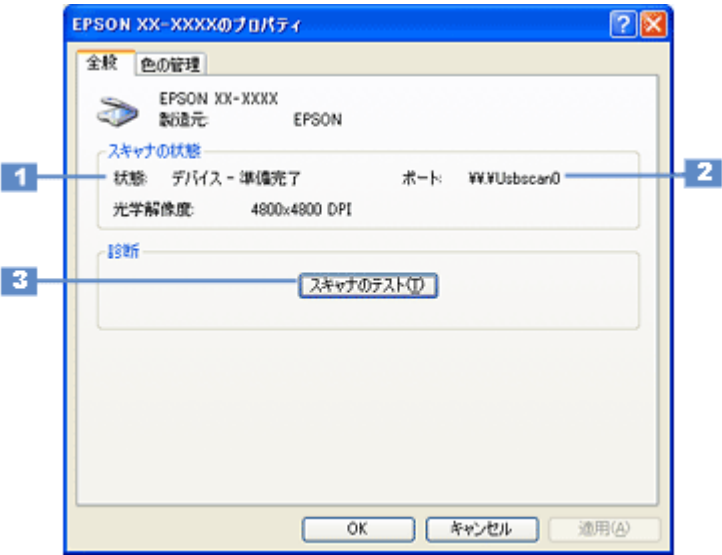 EPSON XX-XXXXのプロパティ
全般 色の管理
EPSON XX-XXXX
製造元: EPSON
スキャナの状態
1 状態: デバイス - 準備完了 ポート: ¥¥.¥Usbscan0 2
光学解像度: 4800x4800 DPI
診断
3 スキャナのテスト(T)
OK キャンセル 適用(A)